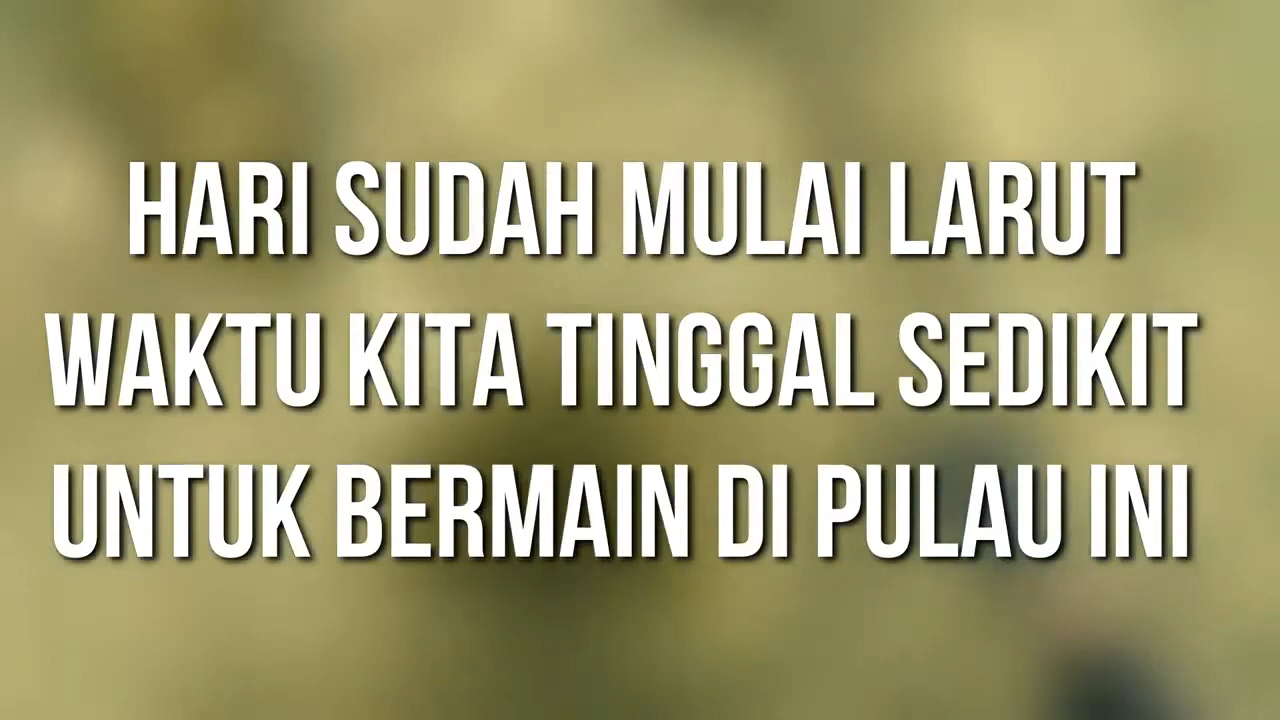 HARI SUDAH MULAI LARUT
WAKTU KITA TINGGAL SEDIKIT
UNTUK BERMAIN DI PULAU INI